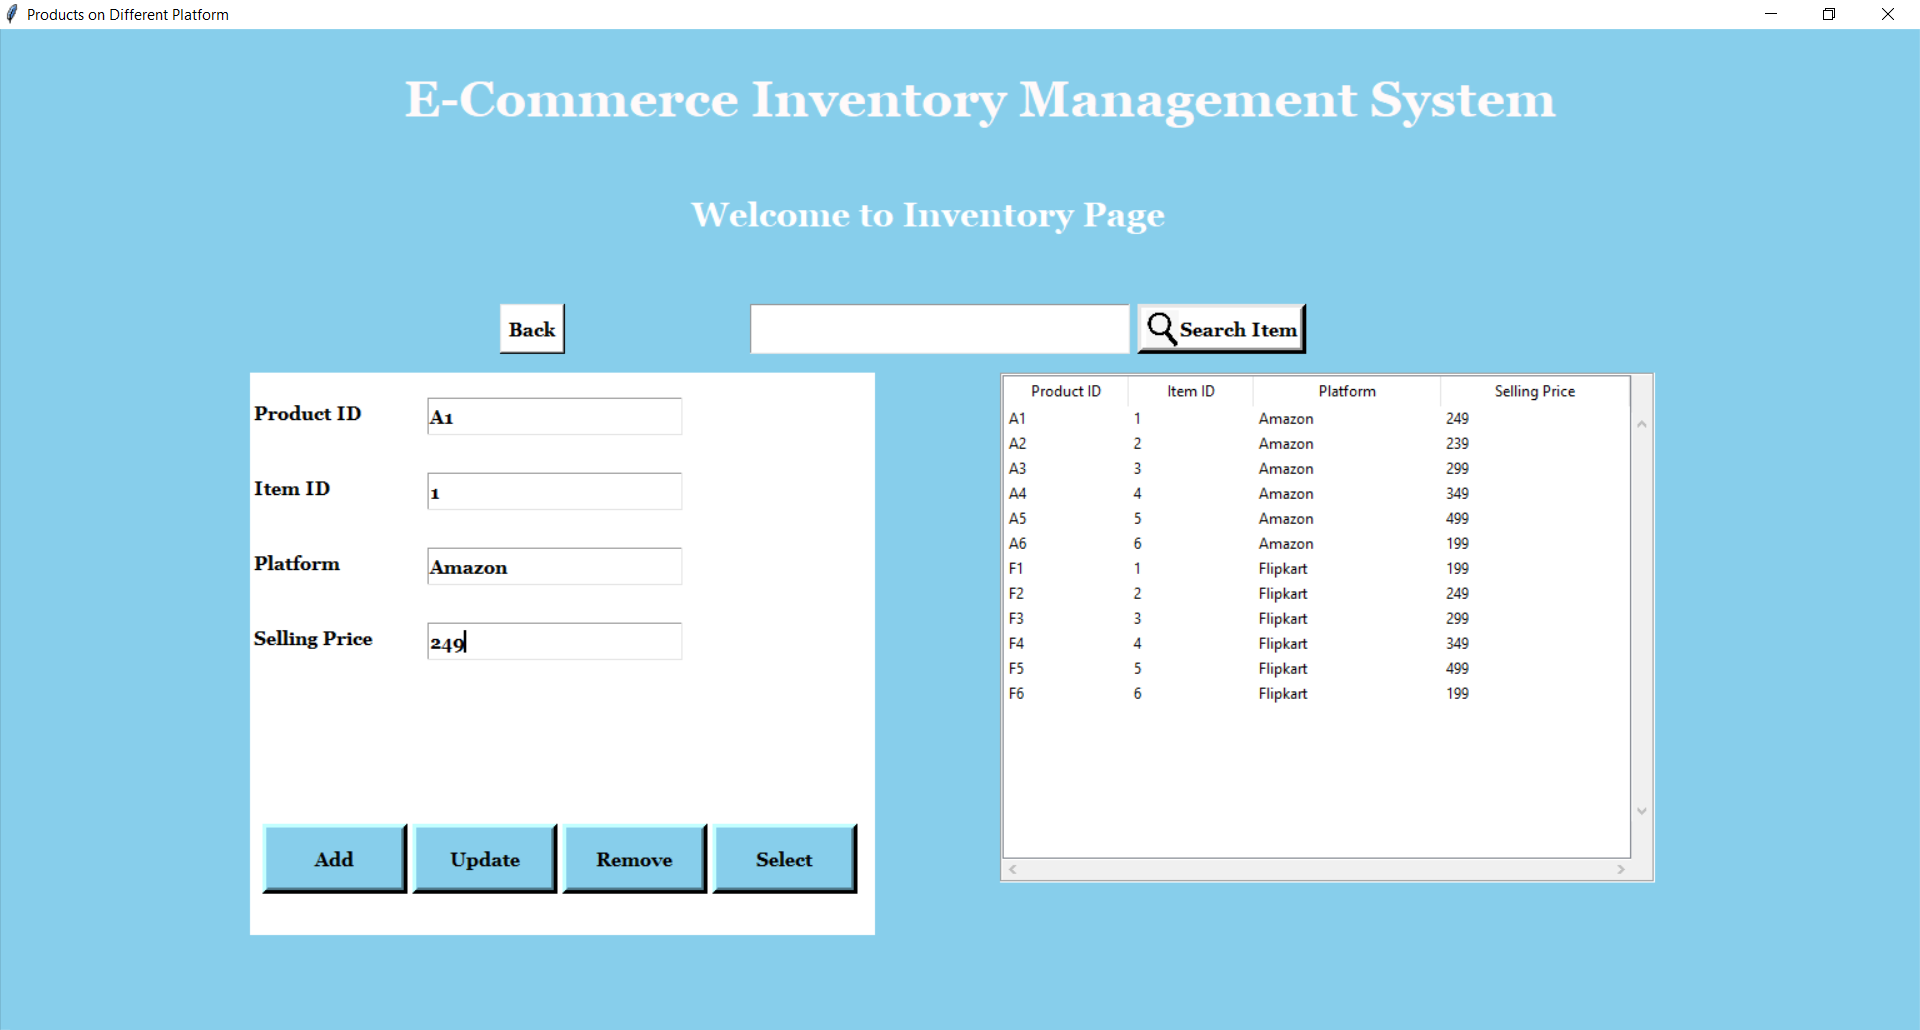 Products on Different Platform
E-Commerce Inventory Management System
Welcome to Inventory Page
Back
Search Item
Product ID A1
Item ID 1
Platform Amazon
Selling Price 249
Add Update Remove Select
Product ID Item ID Platform Selling Price
A1 1 Amazon 249
A2 2 Amazon 239
A3 3 Amazon 299
A4 4 Amazon 349
A5 5 Amazon 499
A6 6 Amazon 199
F1 1 Flipkart 199
F2 2 Flipkart 249
F3 3 Flipkart 299
F4 4 Flipkart 349
F5 5 Flipkart 499
F6 6 Flipkart 199